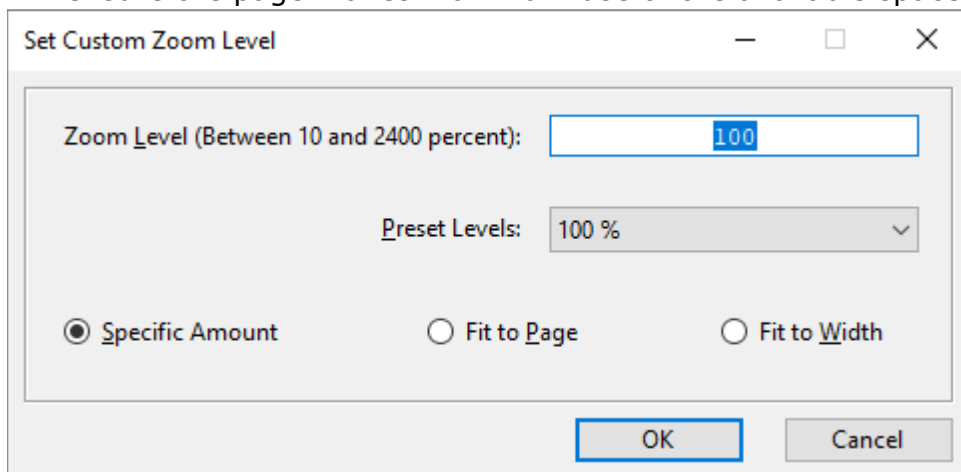 Set Custom Zoom Level
Zoom Level (Between 10 and 2400 percent): 100
Preset Levels: 100 %
Specific Amount Fit to Page Fit to Width
OK Cancel